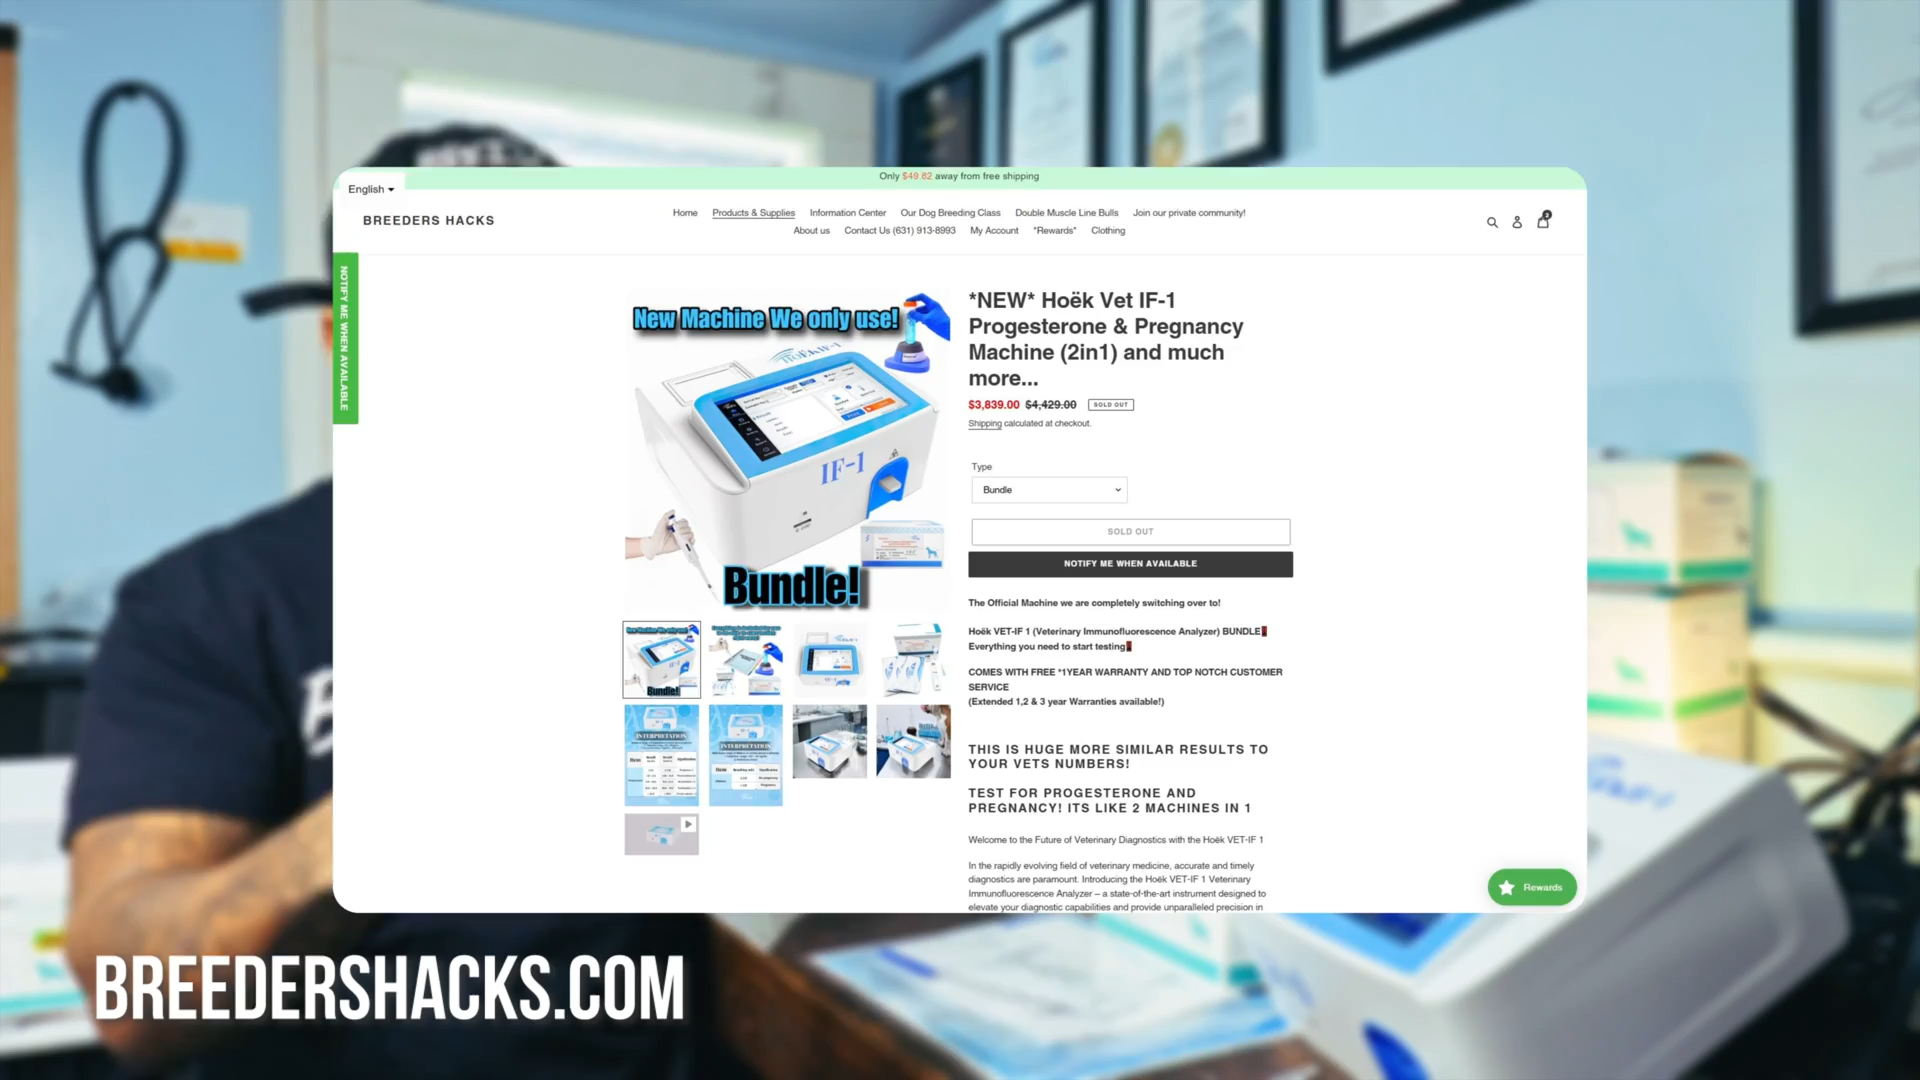 Only $49.82 away from free shipping
English
BREEDERS HACKS
Home Products & Supplies Information Center Our Dog Breeding Class Double Muscle Line Bulls Join our private community!
About us Contact Us (631) 913-8993 My Account *Rewards* Clothing
NOTIFY ME WHEN AVAILABLE
New Machine We only use!
IF-1
Bundle!
*NEW* Hoëk Vet IF-1
Progesterone & Pregnancy
Machine (2in1) and much
more...
$3,839.00 $4,429.00 SOLD OUT
Shipping calculated at checkout.
Type
Bundle
SOLD OUT
NOTIFY ME WHEN AVAILABLE
The Official Machine we are completely switching over to!
Hoëk VET-IF 1 (Veterinary Immunofluorescence Analyzer) BUNDLE
Everything you need to start testing
COMES WITH FREE *1YEAR WARRANTY AND TOP NOTCH CUSTOMER
SERVICE
(Extended 1,2 & 3 year Warranties available!)
THIS IS HUGE MORE SIMILAR RESULTS TO
YOUR VETS NUMBERS!
TEST FOR PROGESTERONE AND
PREGNANCY! ITS LIKE 2 MACHINES IN 1
Welcome to the Future of Veterinary Diagnostics with the Hoëk VET-IF 1
In the rapidly evolving field of veterinary medicine, accurate and timely
diagnostics are paramount. Introducing the Hoëk VET-IF 1 Veterinary
Immunofluorescence Analyzer – a state-of-the-art instrument designed to
elevate your diagnostic capabilities and provide unparalleled precision in
New Machine We only use!
Bundle!
INTERPRETATION
INTERPRETATION
Rewards
BREEDERSHACKS.COM